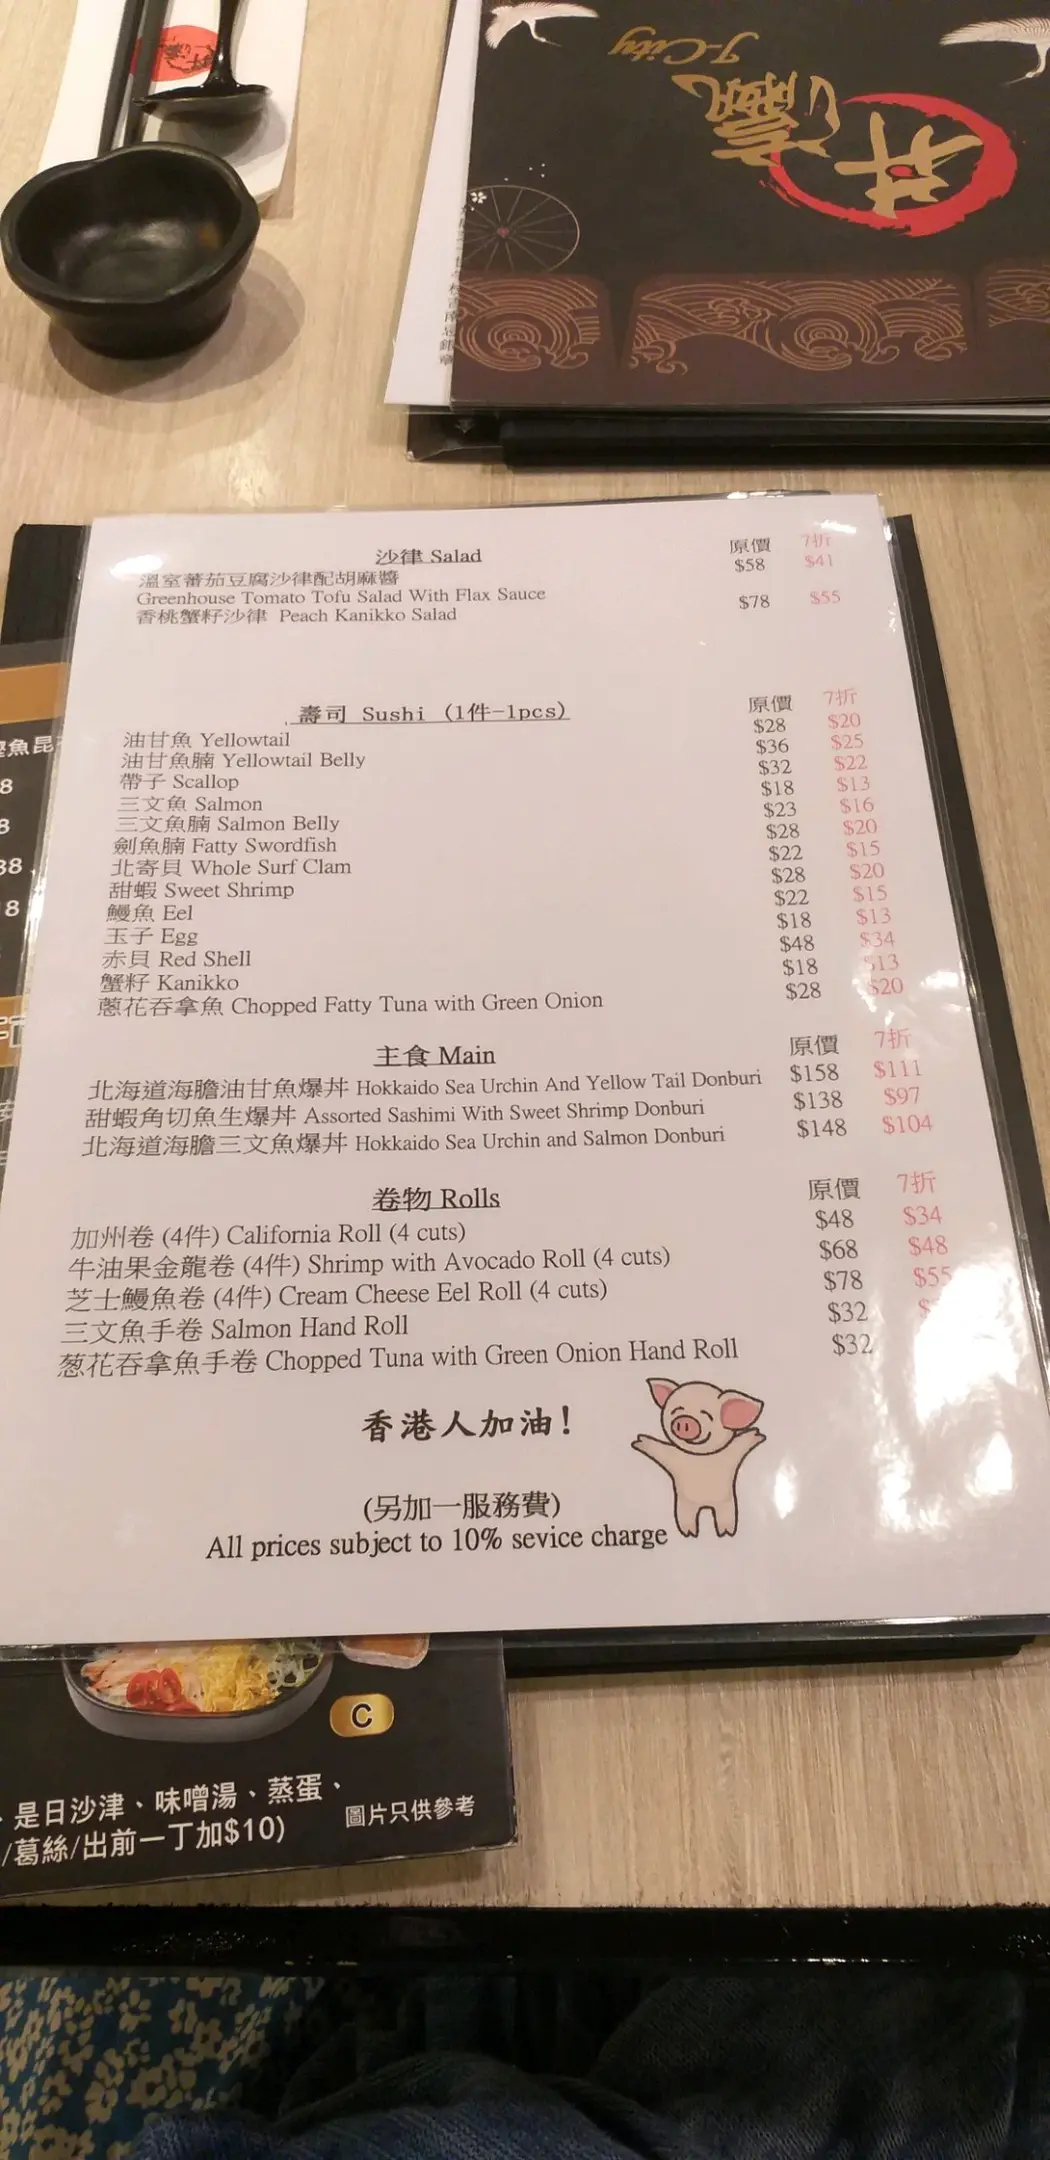 J-City
丼
沙律 Salad 原價 7折
溫室蕃茄豆腐沙律配胡麻醬 $58 $41
Greenhouse Tomato Tofu Salad With Flax Sauce
香桃蟹籽沙律 Peach Kanikko Salad $78 $55
壽司 Sushi (1件-1pcs) 原價 7折
油甘魚 Yellowtail $28 $20
油甘魚腩 Yellowtail Belly $36 $25
帶子 Scallop $32 $22
三文魚 Salmon $18 $13
三文魚腩 Salmon Belly $23 $16
劍魚腩 Fatty Swordfish $28 $20
北寄貝 Whole Surf Clam $22 $15
甜蝦 Sweet Shrimp $28 $20
鰻魚 Eel $22 $15
玉子 Egg $18 $13
赤貝 Red Shell $48 $34
蟹籽 Kanikko $18 $13
蔥花吞拿魚 Chopped Fatty Tuna with Green Onion $28 $20
主食 Main 原價 7折
北海道海膽油甘魚爆丼 Hokkaido Sea Urchin And Yellow Tail Donburi $158 $111
甜蝦角切魚生爆丼 Assorted Sashimi With Sweet Shrimp Donburi $138 $97
北海道海膽三文魚爆丼 Hokkaido Sea Urchin and Salmon Donburi $148 $104
卷物 Rolls 原價 7折
加州卷 (4件) California Roll (4 cuts) $48 $34
牛油果金龍卷 (4件) Shrimp with Avocado Roll (4 cuts) $68 $48
芝士鰻魚卷 (4件) Cream Cheese Eel Roll (4 cuts) $78 $55
三文魚手卷 Salmon Hand Roll $32
葱花吞拿魚手卷 Chopped Tuna with Green Onion Hand Roll $32
香港人加油!
(另加一服務費)
All prices subject to 10% sevice charge
C
、是日沙津、味噌湯、蒸蛋、
/葛絲/出前一丁加$10)
圖片只供參考